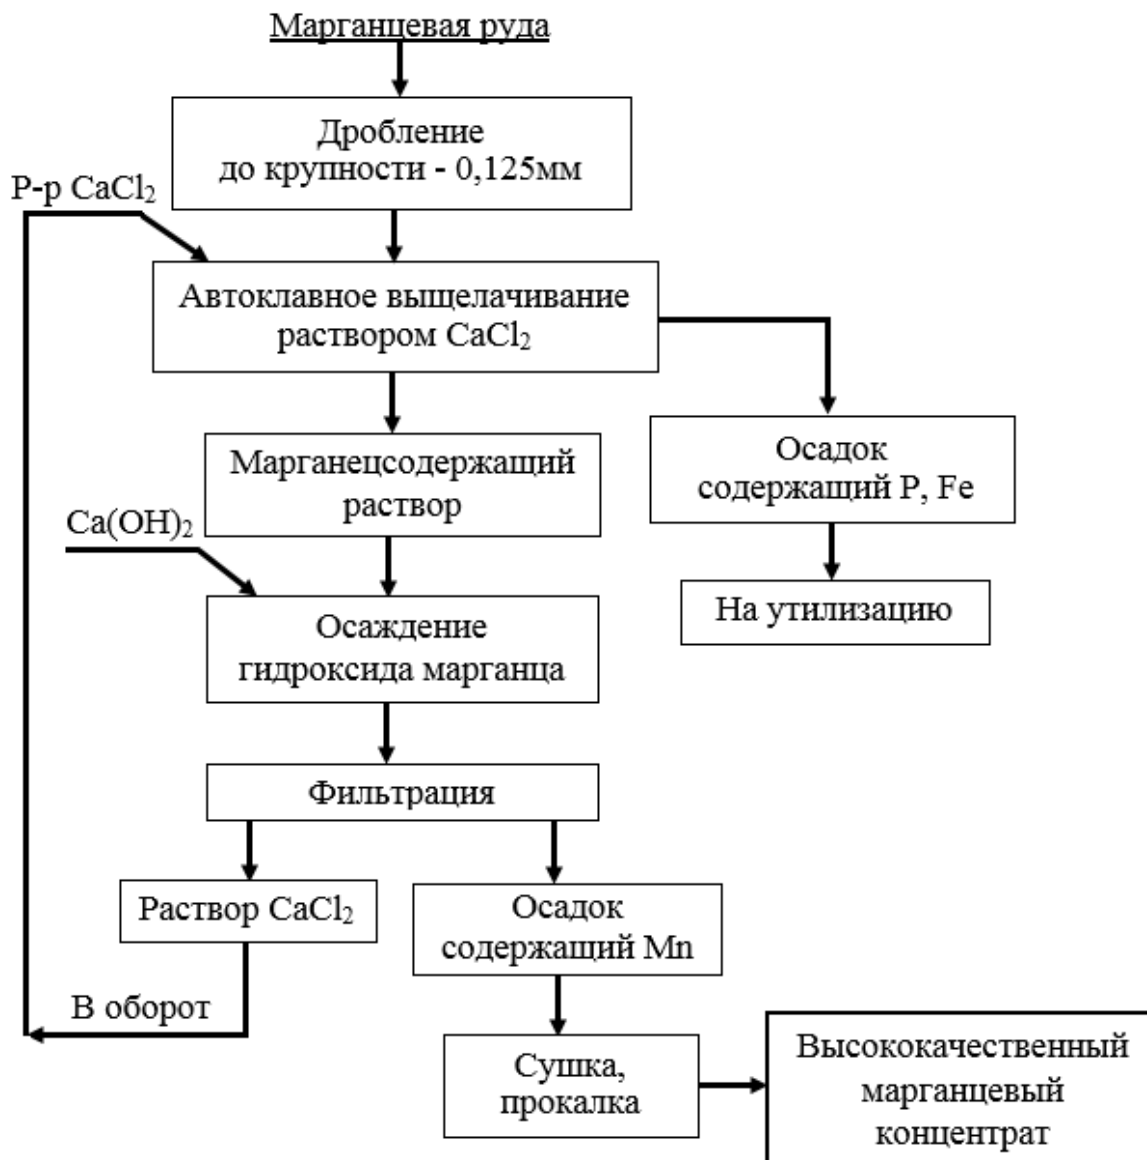 Марганцевая руда
Дробление
до крупности - 0,125мм
Р-р CaCl₂
Автоклавное выщелачивание
раствором CaCl₂
Марганецсодержащий
раствор
Осадок
содержащий P, Fe
Ca(OH)₂
На утилизацию
Осаждение
гидроксида марганца
Фильтрация
Раствор CaCl₂
Осадок
содержащий Mn
В оборот
Сушка,
прокалка
Высококачественный
марганцевый
концентрат